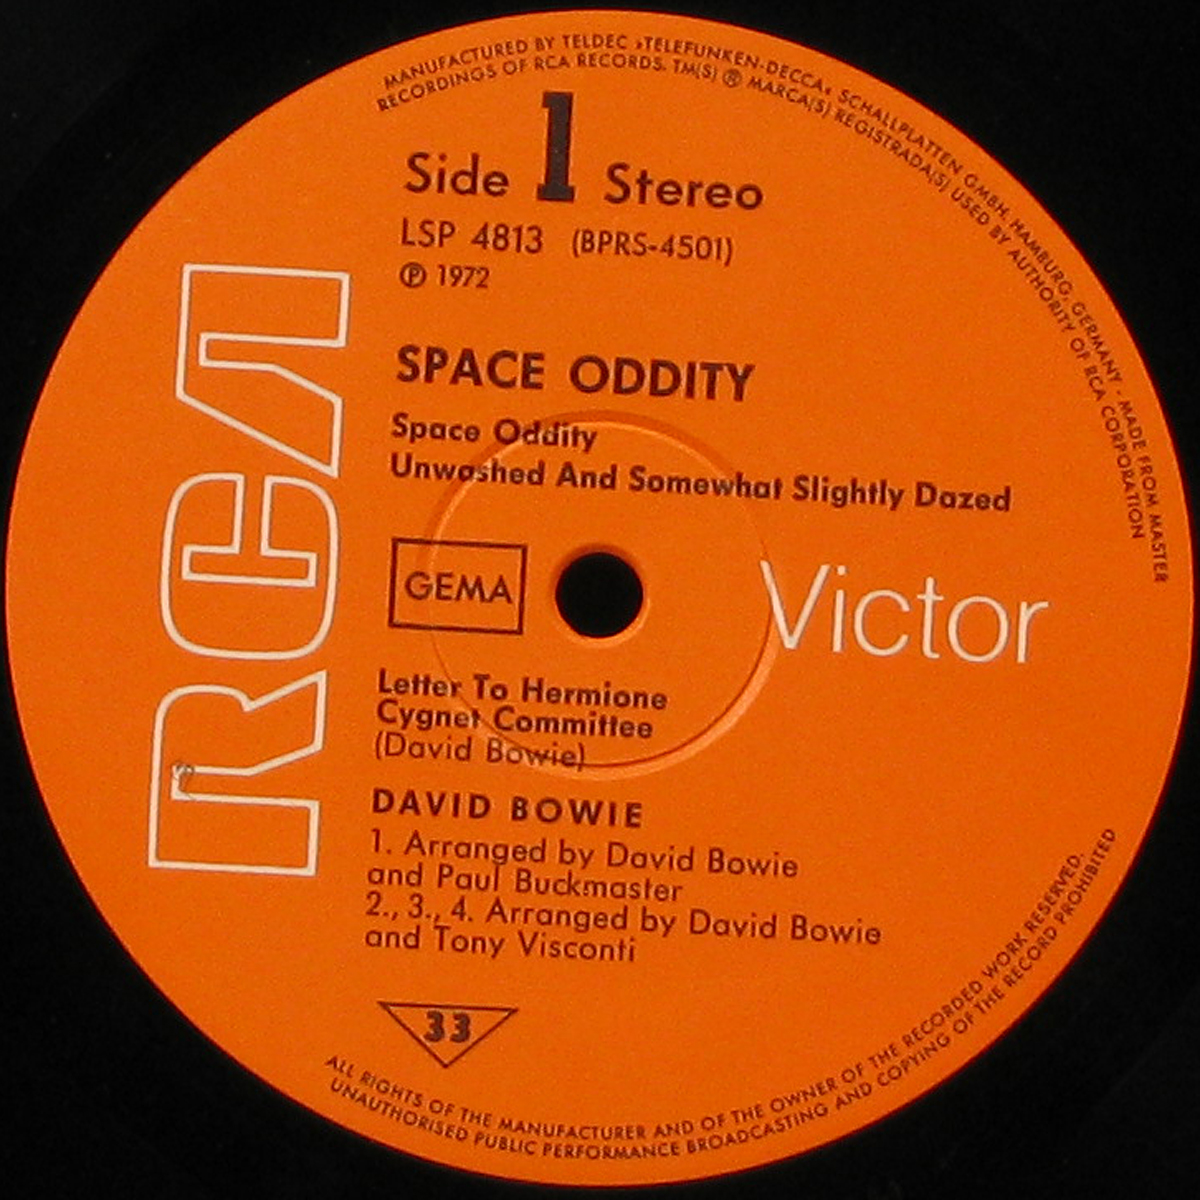 MANUFACTURED BY TELDEC »TELEFUNKEN-DECCA« SCHALLPLATTEN GMBH, HAMBURG, GERMANY · MADE FROM MASTER
RECORDINGS OF RCA RECORDS. TM(S) ® MARCA(S) REGISTRADA(S) USED BY AUTHORITY OF RCA CORPORATION
Side 1 Stereo
LSP 4813 (BPRS-4501)
℗ 1972
RCA
SPACE ODDITY
Space Oddity
Unwashed And Somewhat Slightly Dazed
GEMA
Victor
Letter To Hermione
Cygnet Committee
(David Bowie)
DAVID BOWIE
1. Arranged by David Bowie
and Paul Buckmaster
2., 3., 4. Arranged by David Bowie
and Tony Visconti
33
ALL RIGHTS OF THE MANUFACTURER AND OF THE OWNER OF THE RECORDED WORK RESERVED.
UNAUTHORISED PUBLIC PERFORMANCE BROADCASTING AND COPYING OF THE RECORD PROHIBITED